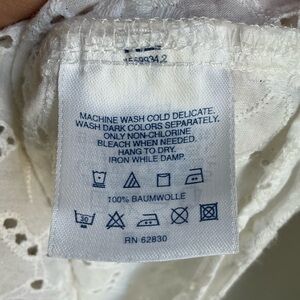 MACHINE WASH COLD DELICATE.
WASH DARK COLORS SEPARATELY.
ONLY NON-CHLORINE
BLEACH WHEN NEEDED.
HANG TO DRY.
IRON WHILE DAMP.
100% BAUMWOLLE
30
RN 62830